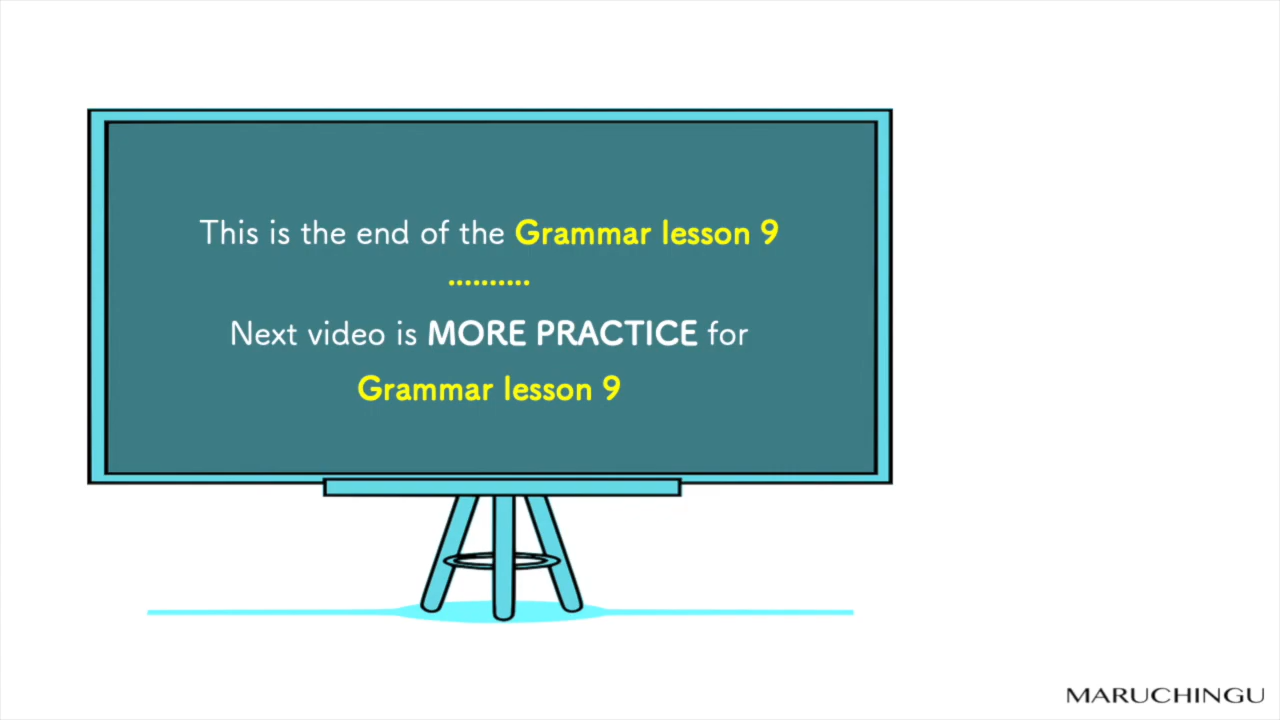 This is the end of the Grammar lesson 9
..........
Next video is MORE PRACTICE for
Grammar lesson 9
MARUCHINGU